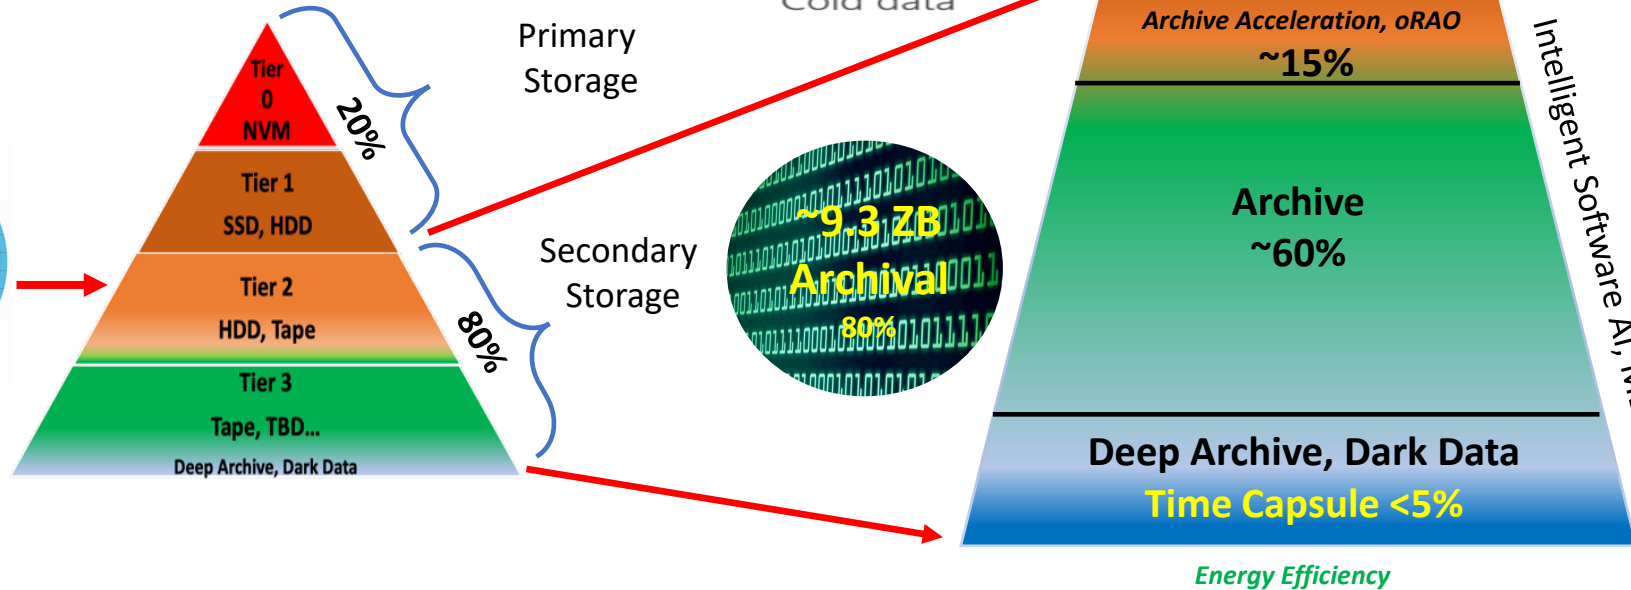 Cold data
Tier
0
NVM
Tier 1
SSD, HDD
Tier 2
HDD, Tape
Tier 3
Tape, TBD...
Deep Archive, Dark Data
20%
80%
Primary
Storage
Secondary
Storage
~9.3 ZB
Archival
80%
Archive Acceleration, oRAO
~15%
Archive
~60%
Deep Archive, Dark Data
Time Capsule <5%
Energy Efficiency
Intelligent Software AI,